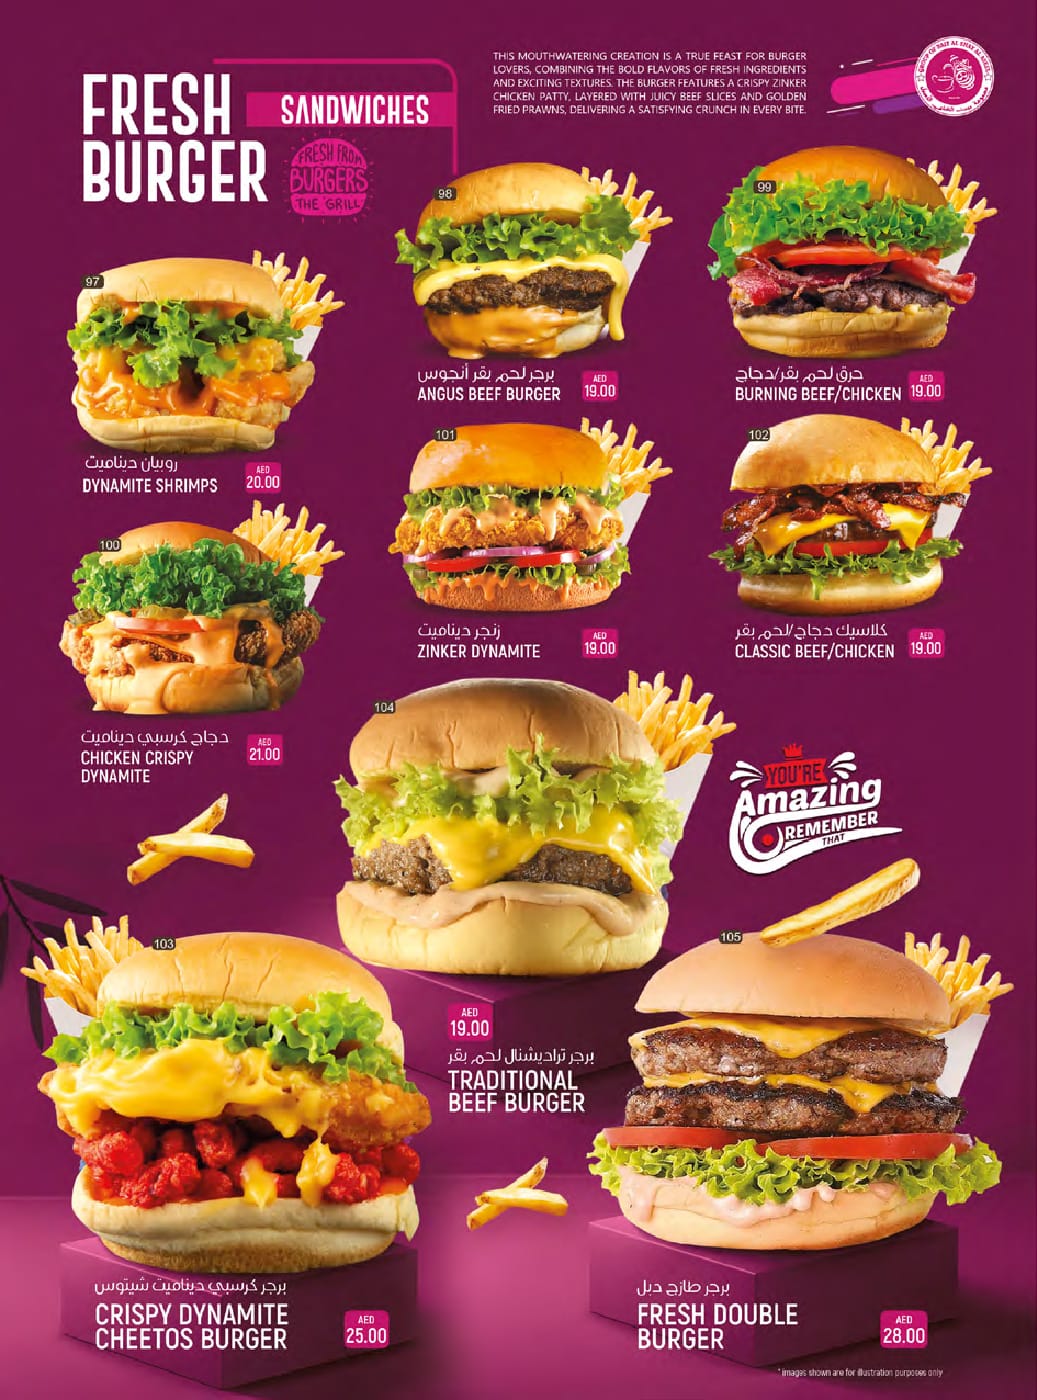 FRESH
BURGER
SANDWICHES
FRESH FROM
BURGERS
THE GRILL
THIS MOUTHWATERING CREATION IS A TRUE FEAST FOR BURGER
LOVERS, COMBINING THE BOLD FLAVORS OF FRESH INGREDIENTS
AND EXCITING TEXTURES. THE BURGER FEATURES A CRISPY ZINKER
CHICKEN PATTY, LAYERED WITH JUICY BEEF SLICES AND GOLDEN
FRIED PRAWNS, DELIVERING A SATISFYING CRUNCH IN EVERY BITE.
97
روبيان ديناميت
DYNAMITE SHRIMPS
AED
20.00
98
برجر لحم بقر أنجوس
ANGUS BEEF BURGER
AED
19.00
99
حرق لحم بقر/دجاج
BURNING BEEF/CHICKEN
AED
19.00
100
دجاج كرسبي ديناميت
CHICKEN CRISPY
DYNAMITE
AED
21.00
101
زنجر ديناميت
ZINKER DYNAMITE
AED
19.00
102
كلاسيك دجاج/لحم بقر
CLASSIC BEEF/CHICKEN
AED
19.00
104
AED
19.00
برجر تراديشنال لحم بقر
TRADITIONAL
BEEF BURGER
YOU'RE
Amazing
REMEMBER
THAT
103
برجر كرسبي ديناميت شيتوس
CRISPY DYNAMITE
CHEETOS BURGER
AED
25.00
105
برجر طازج دبل
FRESH DOUBLE
BURGER
AED
28.00
*images shown are for illustration purposes only